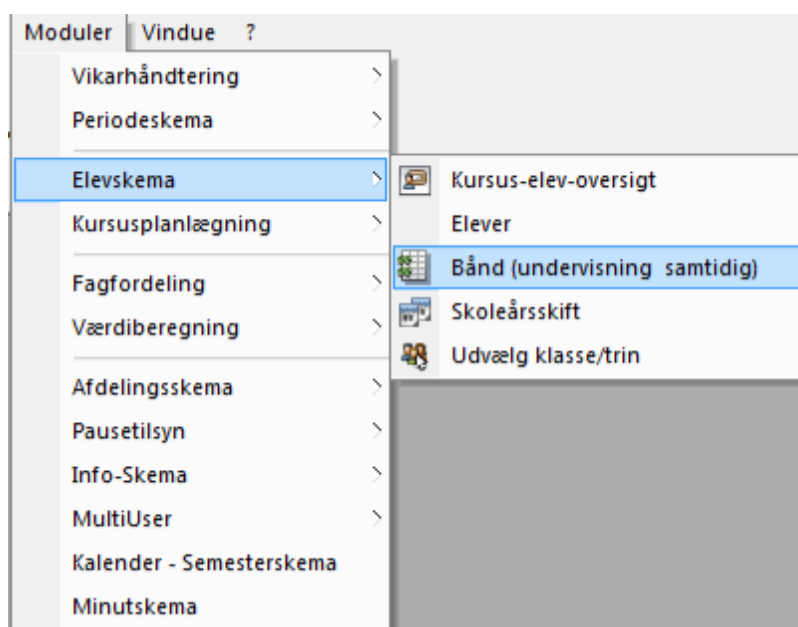 Moduler Vindue ?
Vikarhåndtering
Periodeskema
Elevskema
Kursusplanlægning
Fagfordeling
Værdiberegning
Afdelingsskema
Pausetilsyn
Info-Skema
MultiUser
Kalender - Semesterskema
Minutskema
Kursus-elev-oversigt
Elever
Bånd (undervisning samtidig)
Skoleårsskift
Udvælg klasse/trin